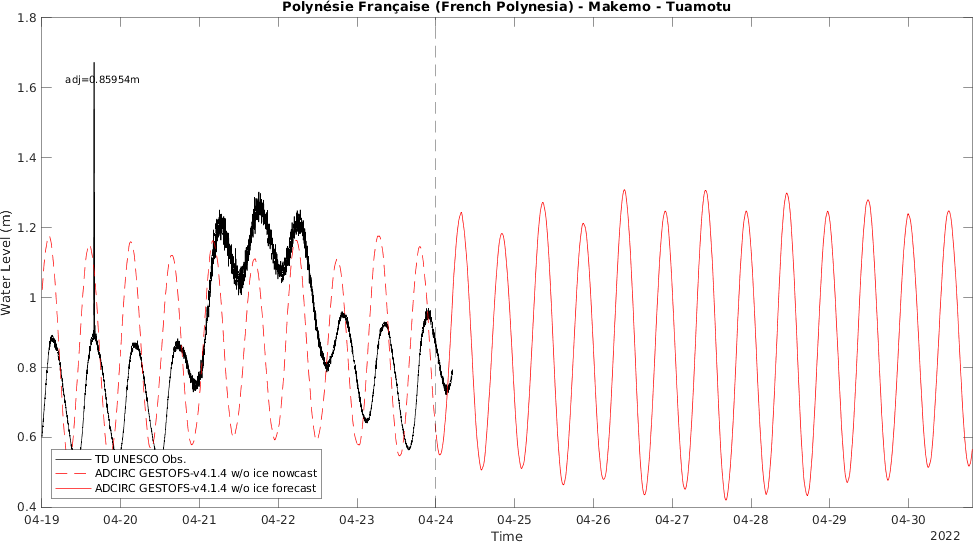 Polynésie Française (French Polynesia) - Makemo - Tuamotu
1.8
1.6
1.4
1.2
1
0.8
0.6
0.4
Water Level (m)
adj=0.85954m
TD UNESCO Obs.
ADCIRC GESTOFS-v4.1.4 w/o ice nowcast
ADCIRC GESTOFS-v4.1.4 w/o ice forecast
04-19 04-20 04-21 04-22 04-23 04-24 04-25 04-26 04-27 04-28 04-29 04-30
Time
2022